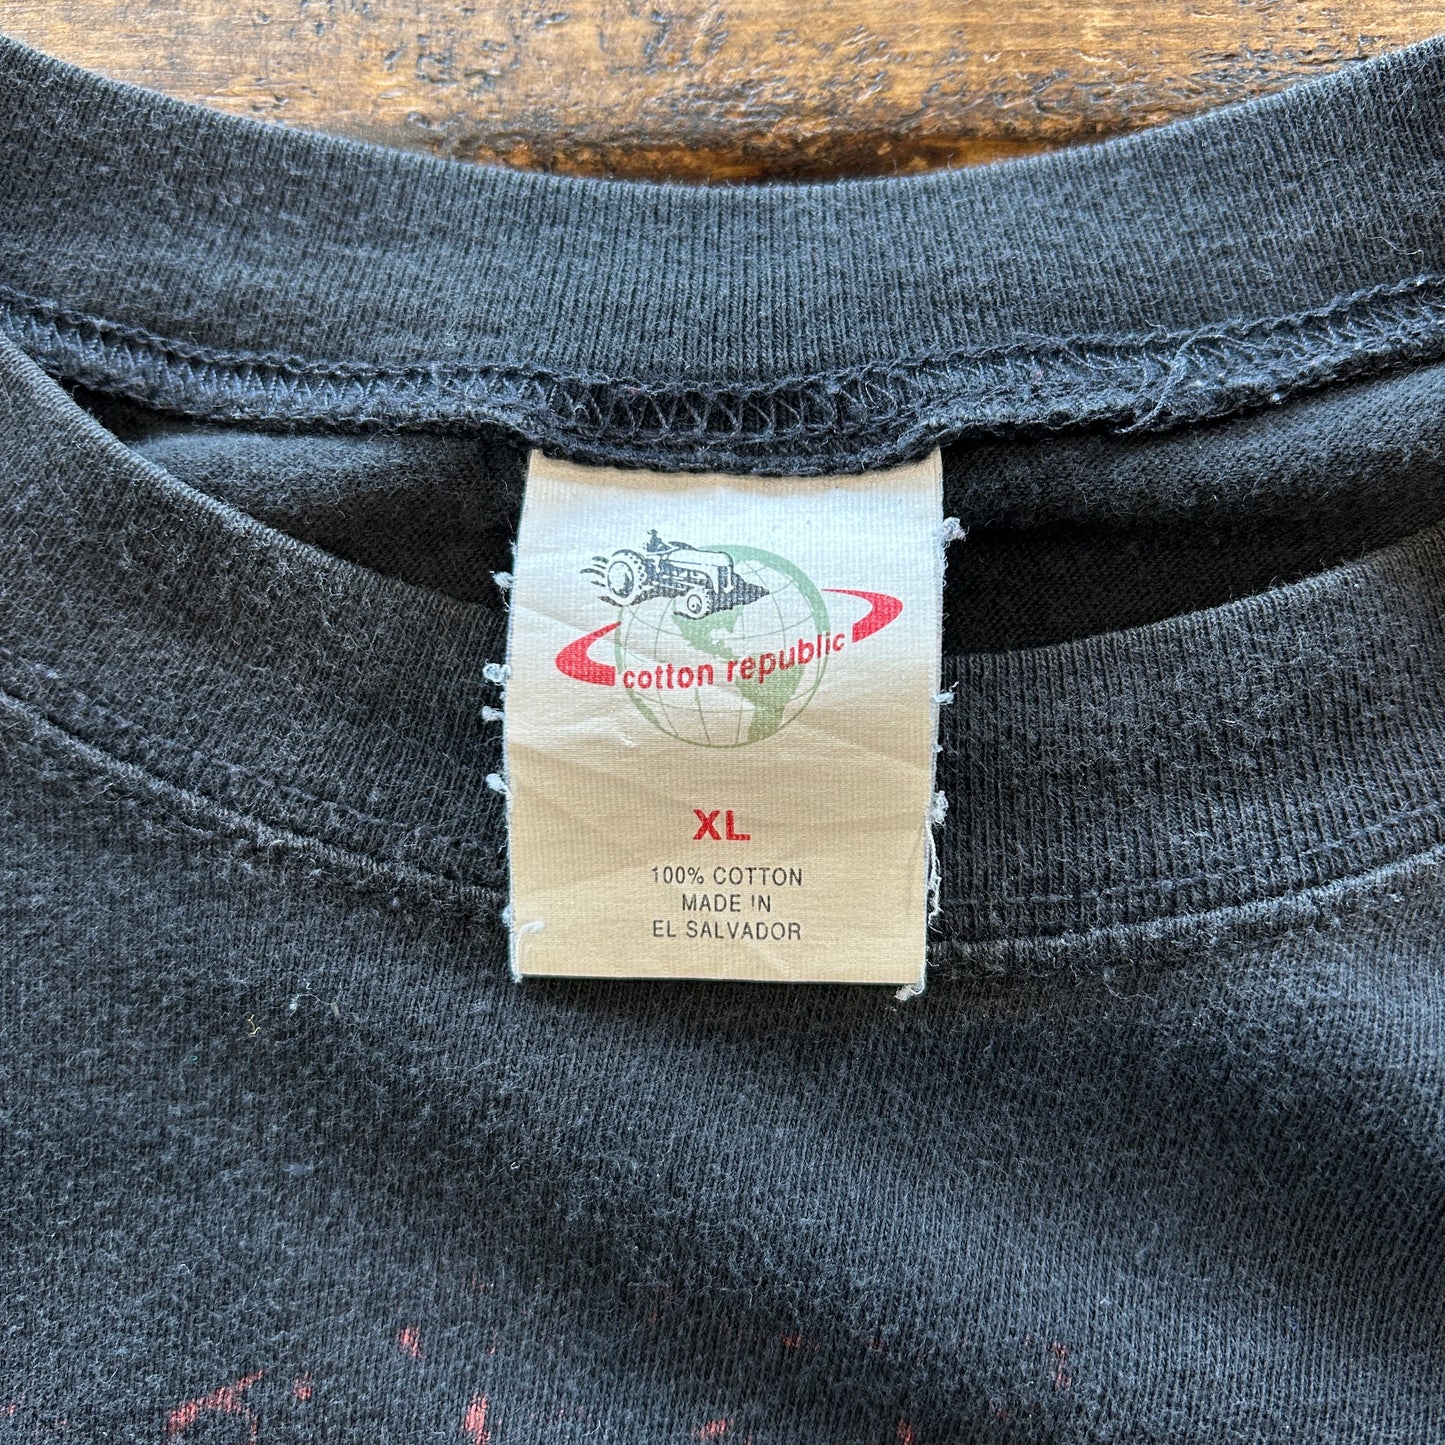 cotton republic
XL
100% COTTON
MADE IN
EL SALVADOR